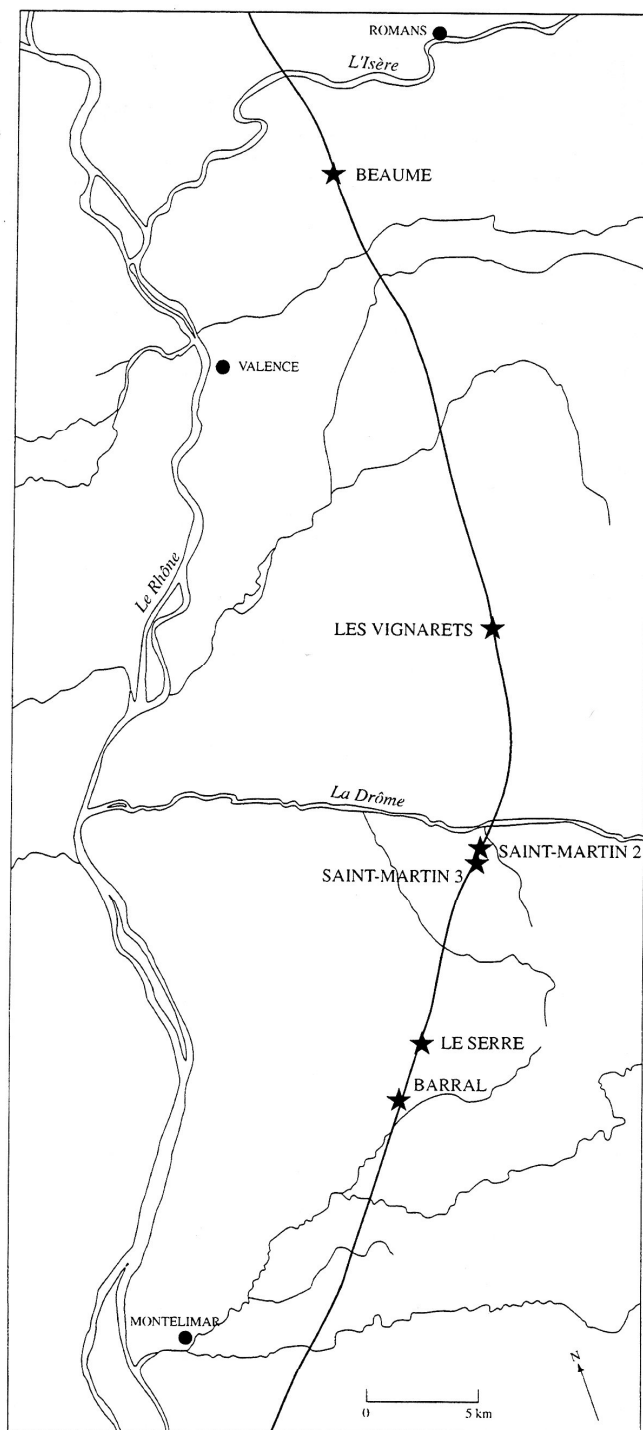 ROMANS
L'Isère
BEAUME
VALENCE
Le Rhône
LES VIGNARETS
La Drôme
SAINT-MARTIN 2
SAINT-MARTIN 3
LE SERRE
BARRAL
MONTELIMAR
N
0 5 km